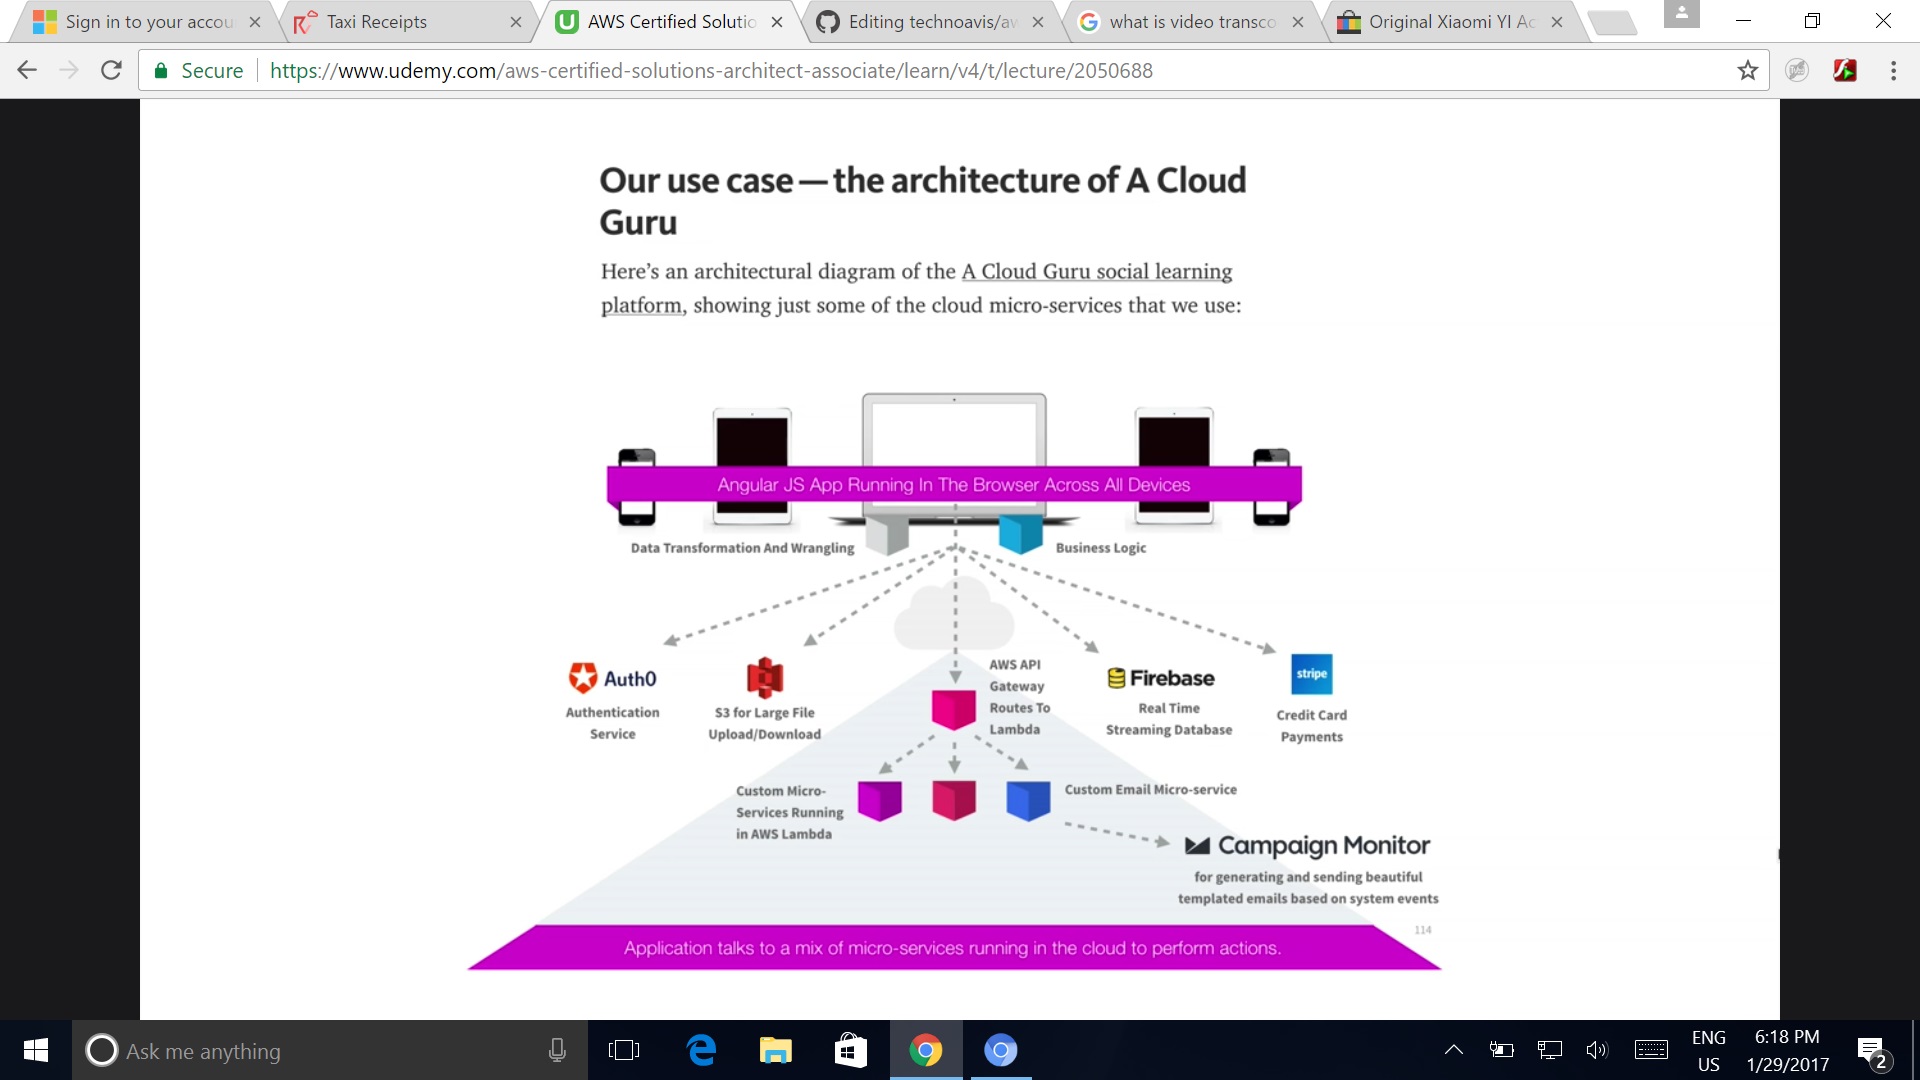 Sign in to your accou
Taxi Receipts
AWS Certified Solutio
Editing technoavis/aw
what is video transco
Original Xiaomi YI Ac
Secure
https://www.udemy.com/aws-certified-solutions-architect-associate/learn/v4/t/lecture/2050688
Our use case — the architecture of A Cloud
Guru
Here's an architectural diagram of the A Cloud Guru social learning
platform, showing just some of the cloud micro-services that we use:
Angular JS App Running In The Browser Across All Devices
Data Transformation And Wrangling
Business Logic
Auth0
Authentication
Service
S3 for Large File
Upload/Download
AWS API
Gateway
Routes To
Lambda
Firebase
Real Time
Streaming Database
stripe
Credit Card
Payments
Custom Micro-
Services Running
in AWS Lambda
Custom Email Micro-service
Campaign Monitor
for generating and sending beautiful
templated emails based on system events
114
Application talks to a mix of micro-services running in the cloud to perform actions.
Ask me anything
ENG
US
6:18 PM
1/29/2017
2